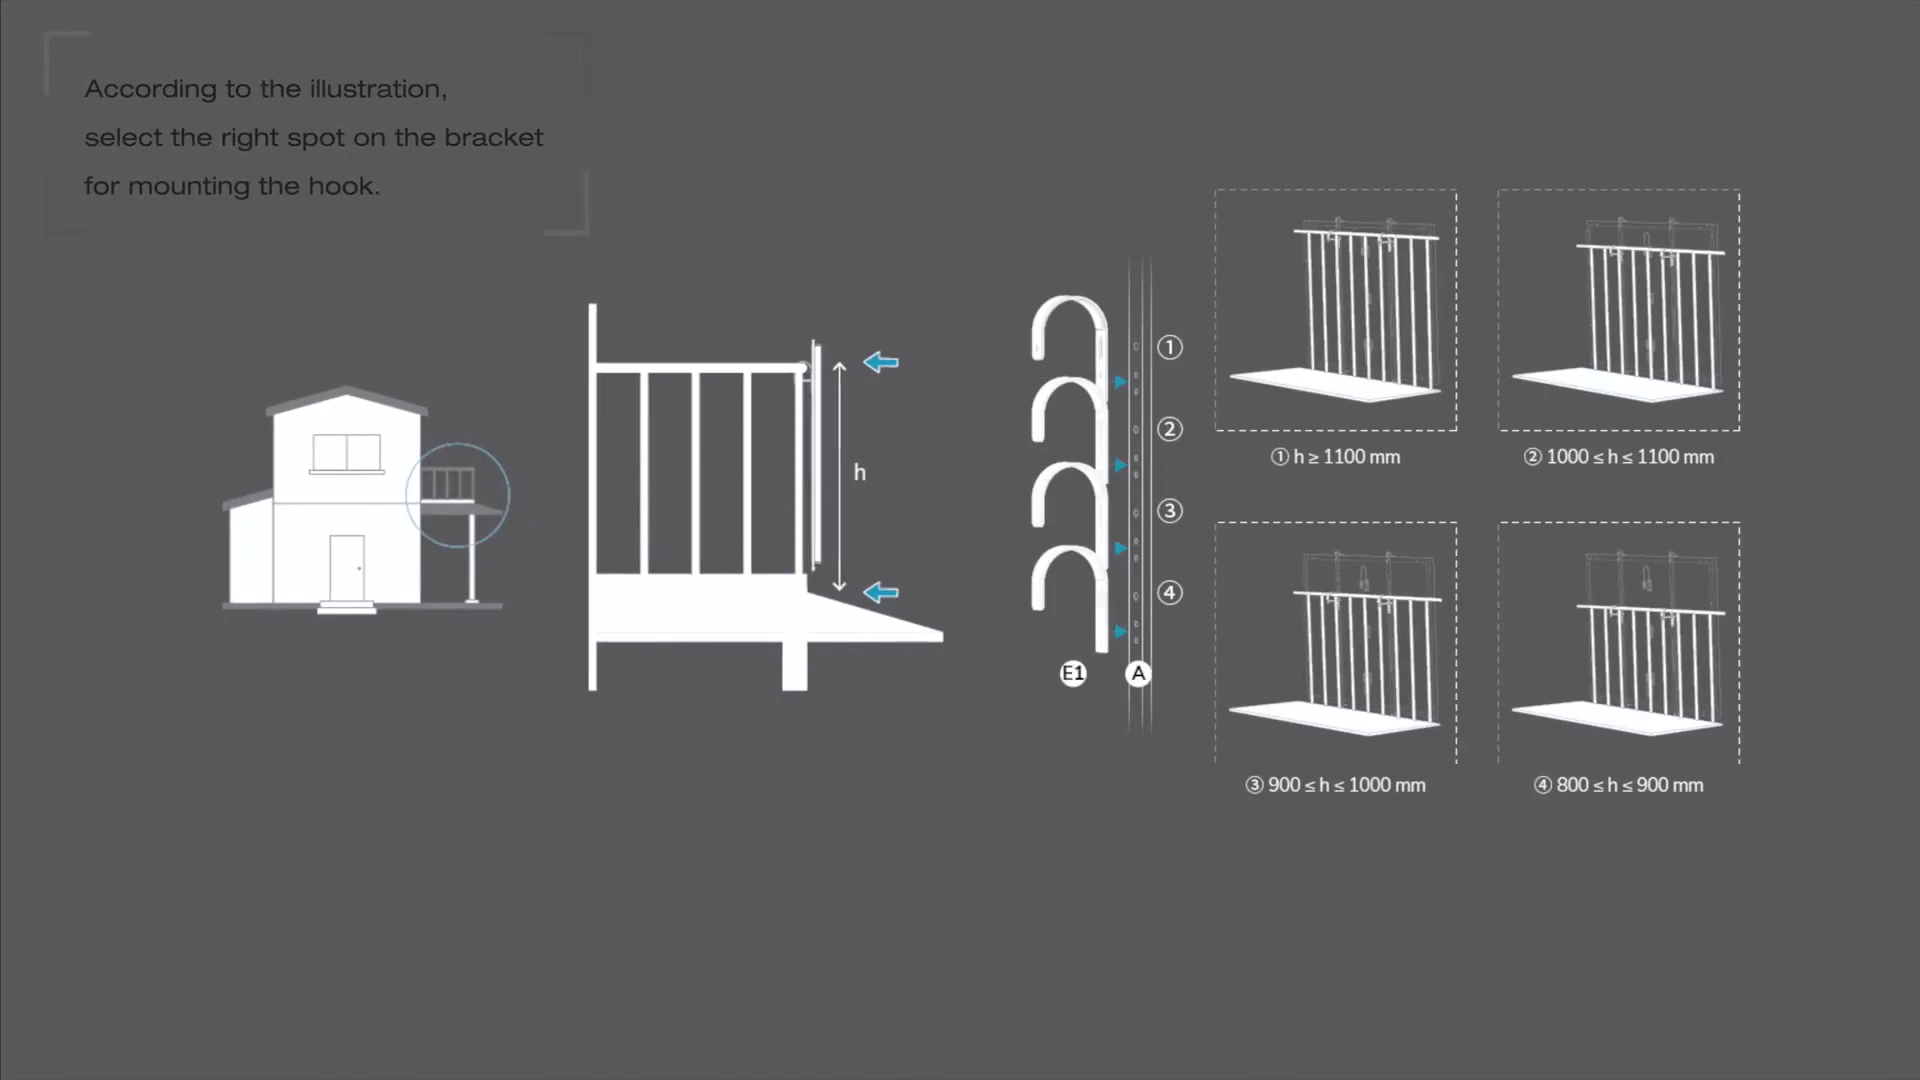 According to the illustration,
select the right spot on the bracket
for mounting the hook.
h
①
②
③
④
E1
A
① h ≥ 1100 mm
② 1000 ≤ h ≤ 1100 mm
③ 900 ≤ h ≤ 1000 mm
④ 800 ≤ h ≤ 900 mm